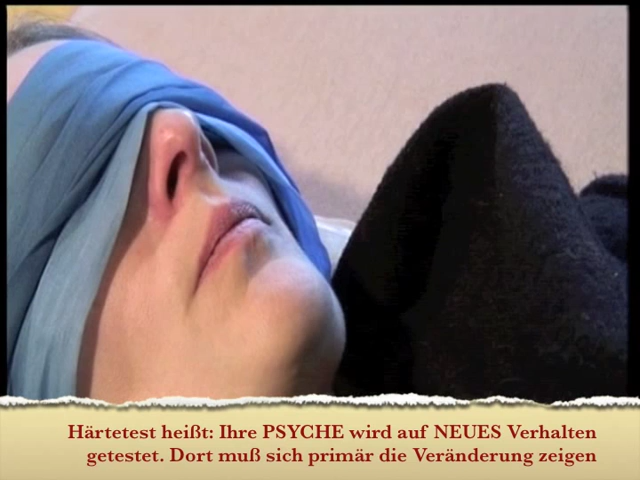 Härtetest heißt: Ihre PSYCHE wird auf NEUES Verhalten
getestet. Dort muß sich primär die Veränderung zeigen